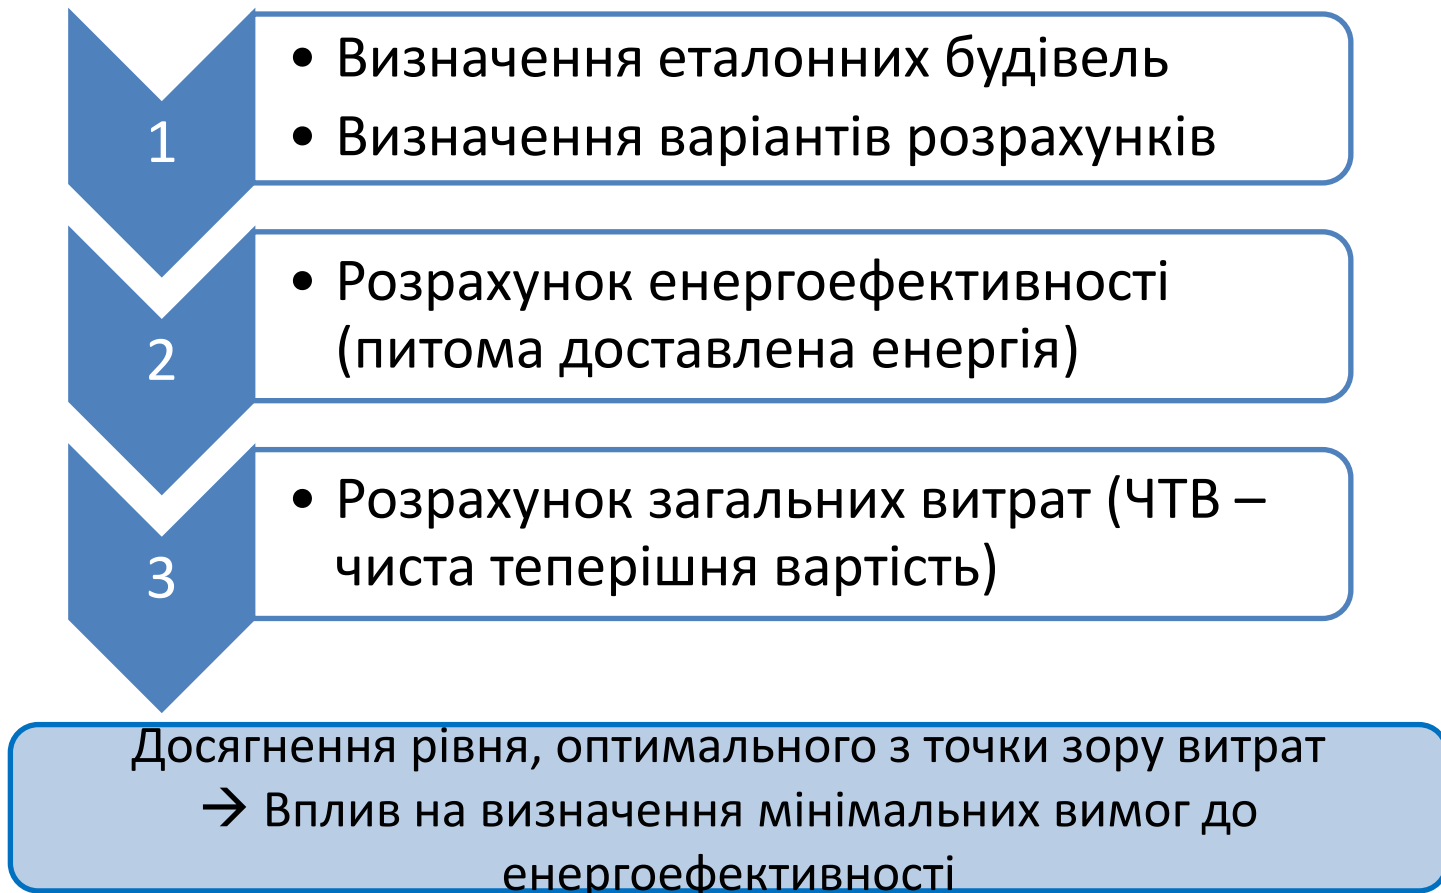 1
• Визначення еталонних будівель
• Визначення варіантів розрахунків
2
• Розрахунок енергоефективності
(питома доставлена енергія)
3
• Розрахунок загальних витрат (ЧТВ –
чиста теперішня вартість)
Досягнення рівня, оптимального з точки зору витрат
→ Вплив на визначення мінімальних вимог до
енергоефективності